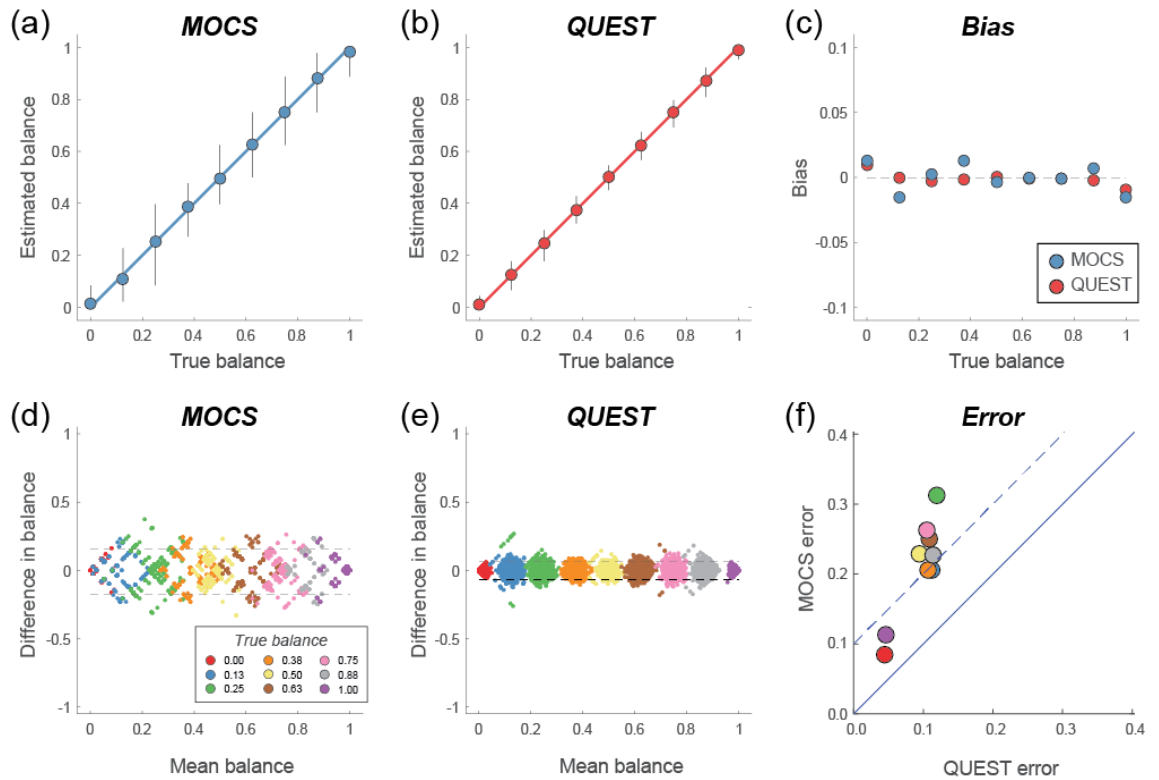 (a) MOCS
Estimated balance
1
0.8
0.6
0.4
0.2
0
0 0.2 0.4 0.6 0.8 1
True balance
(b) QUEST
Estimated balance
1
0.8
0.6
0.4
0.2
0
0 0.2 0.4 0.6 0.8 1
True balance
(c) Bias
Bias
0.1
0.05
0
-0.05
-0.1
MOCS
QUEST
0 0.2 0.4 0.6 0.8 1
True balance
(d) MOCS
Difference in balance
1
0.5
0
-0.5
-1
True balance
0.00 0.38 0.75
0.13 0.50 0.88
0.25 0.63 1.00
0 0.2 0.4 0.6 0.8 1
Mean balance
(e) QUEST
Difference in balance
1
0.5
0
-0.5
-1
0 0.2 0.4 0.6 0.8 1
Mean balance
(f) Error
MOCS error
0.4
0.3
0.2
0.1
0.0
0.0 0.1 0.2 0.3 0.4
QUEST error